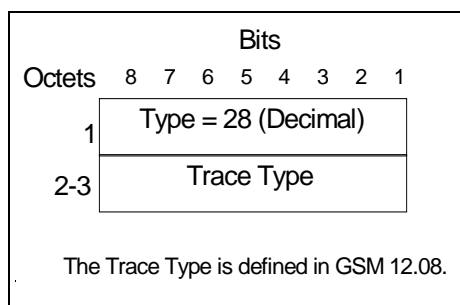 Bits
Octets 8 7 6 5 4 3 2 1
1 Type = 28 (Decimal)
2-3 Trace Type
The Trace Type is defined in GSM 12.08.
.